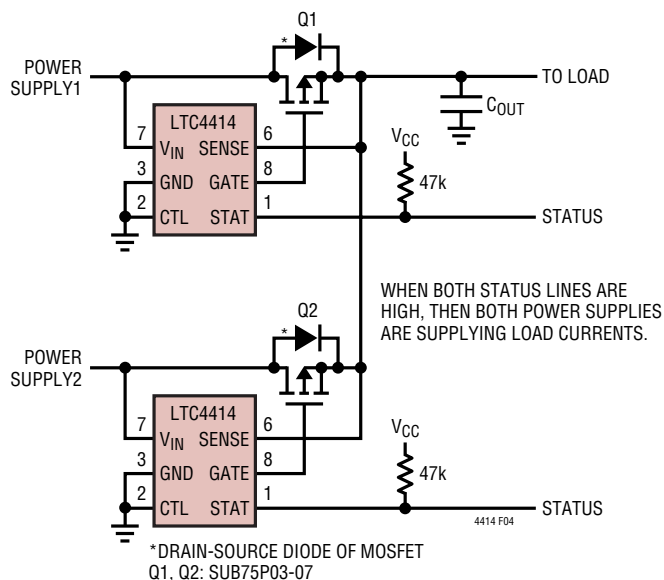 Q1
*
POWER
SUPPLY1
TO LOAD
COUT
LTC4414
7
VIN
SENSE
6
3
GND
GATE
8
2
CTL
STAT
1
VCC
47k
STATUS
WHEN BOTH STATUS LINES ARE
HIGH, THEN BOTH POWER SUPPLIES
ARE SUPPLYING LOAD CURRENTS.
Q2
*
POWER
SUPPLY2
LTC4414
7
VIN
SENSE
6
3
GND
GATE
8
2
CTL
STAT
1
VCC
47k
STATUS
4414 F04
*DRAIN-SOURCE DIODE OF MOSFET
Q1, Q2: SUB75P03-07